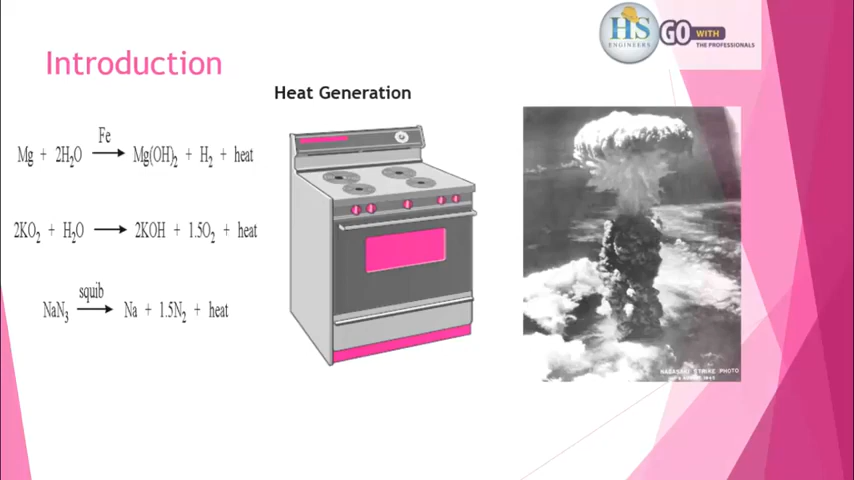 HS
ENGINEERS
GO WITH
THE PROFESSIONALS
Introduction
Heat Generation
Fe
Mg + 2H₂O ⟶ Mg(OH)₂ + H₂ + heat
2KO₂ + H₂O ⟶ 2KOH + 1.5O₂ + heat
squib
NaN₃ ⟶ Na + 1.5N₂ + heat
NAGASAKI STRIKE PHOTO